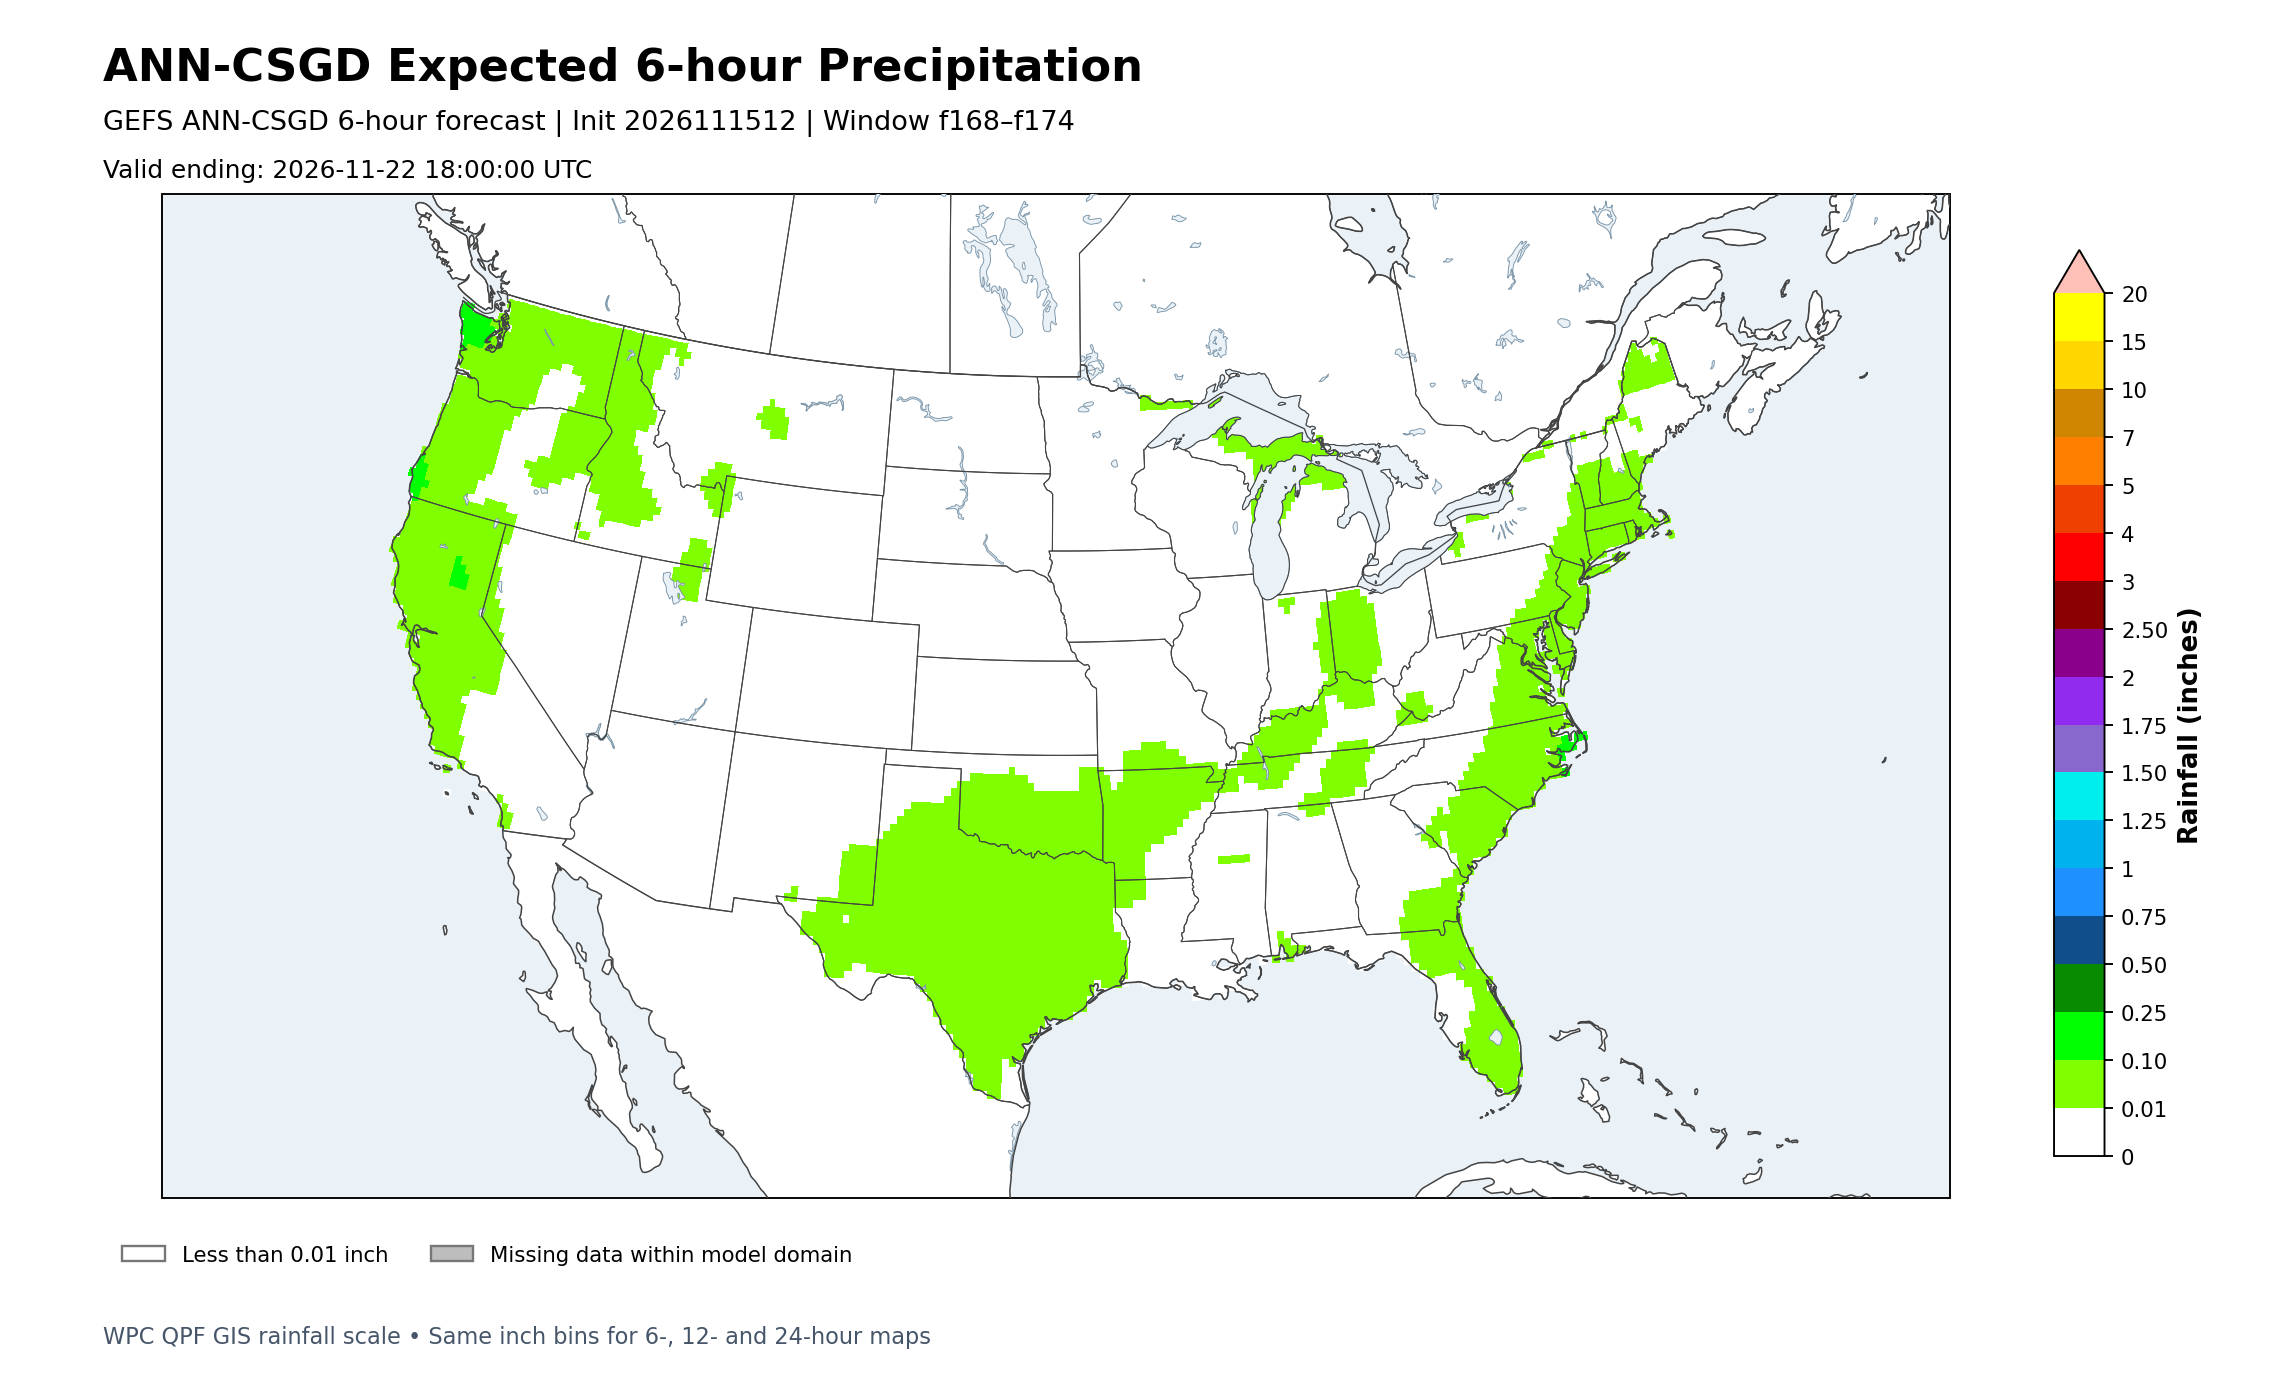 ANN-CSGD Expected 6-hour Precipitation
GEFS ANN-CSGD 6-hour forecast | Init 2026111512 | Window f168–f174
Valid ending: 2026-11-22 18:00:00 UTC
20
15
10
7
5
4
3
2.50
2
1.75
1.50
1.25
1
0.75
0.50
0.25
0.10
0.01
0
Rainfall (inches)
Less than 0.01 inch
Missing data within model domain
WPC QPF GIS rainfall scale • Same inch bins for 6-, 12- and 24-hour maps